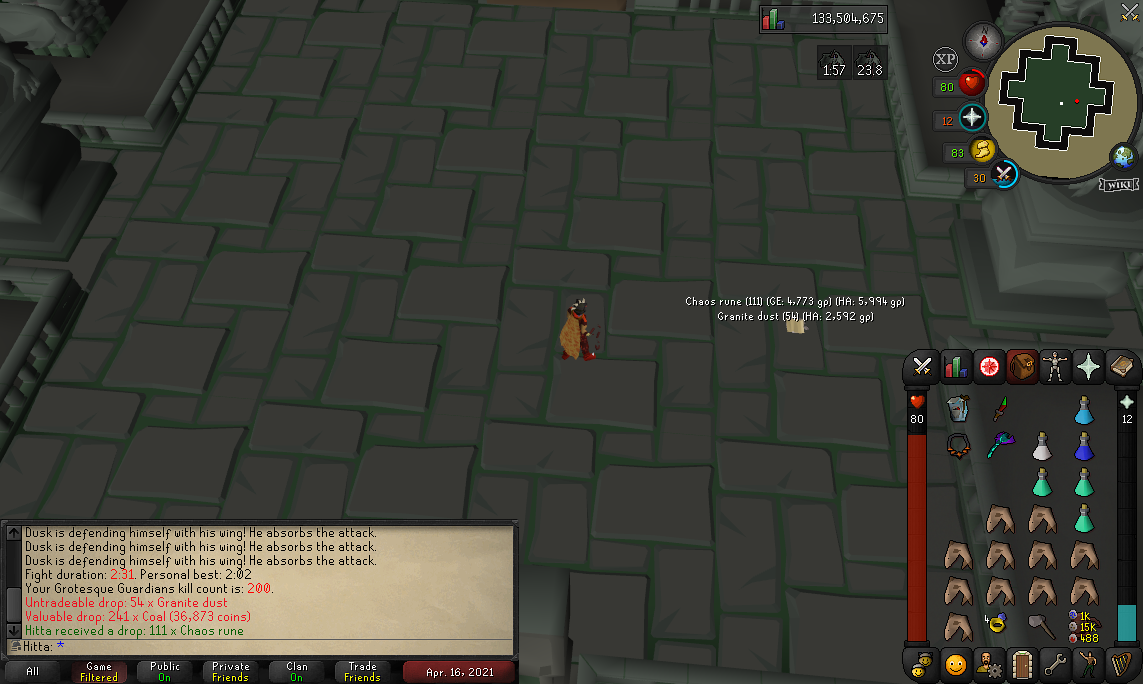 133,504,675
1:57 23.8
XP
N
80
12
83
30
WIKI
Chaos rune (111) (GE: 4,773 gp) (HA: 5,994 gp)
Granite dust (54) (HA: 2,592 gp)
80
12
4
1K
15K
488
Dusk is defending himself with his wing! He absorbs the attack.
Dusk is defending himself with his wing! He absorbs the attack.
Dusk is defending himself with his wing! He absorbs the attack.
Fight duration: 2:31. Personal best: 2:02
Your Grotesque Guardians kill count is: 200.
Untradeable drop: 54 x Granite dust
Valuable drop: 241 x Coal (36,873 coins)
Hitta received a drop: 111 x Chaos rune
Hitta: *
All
Game
Filtered
Public
On
Private
Friends
Clan
On
Trade
Friends
Apr. 16, 2021